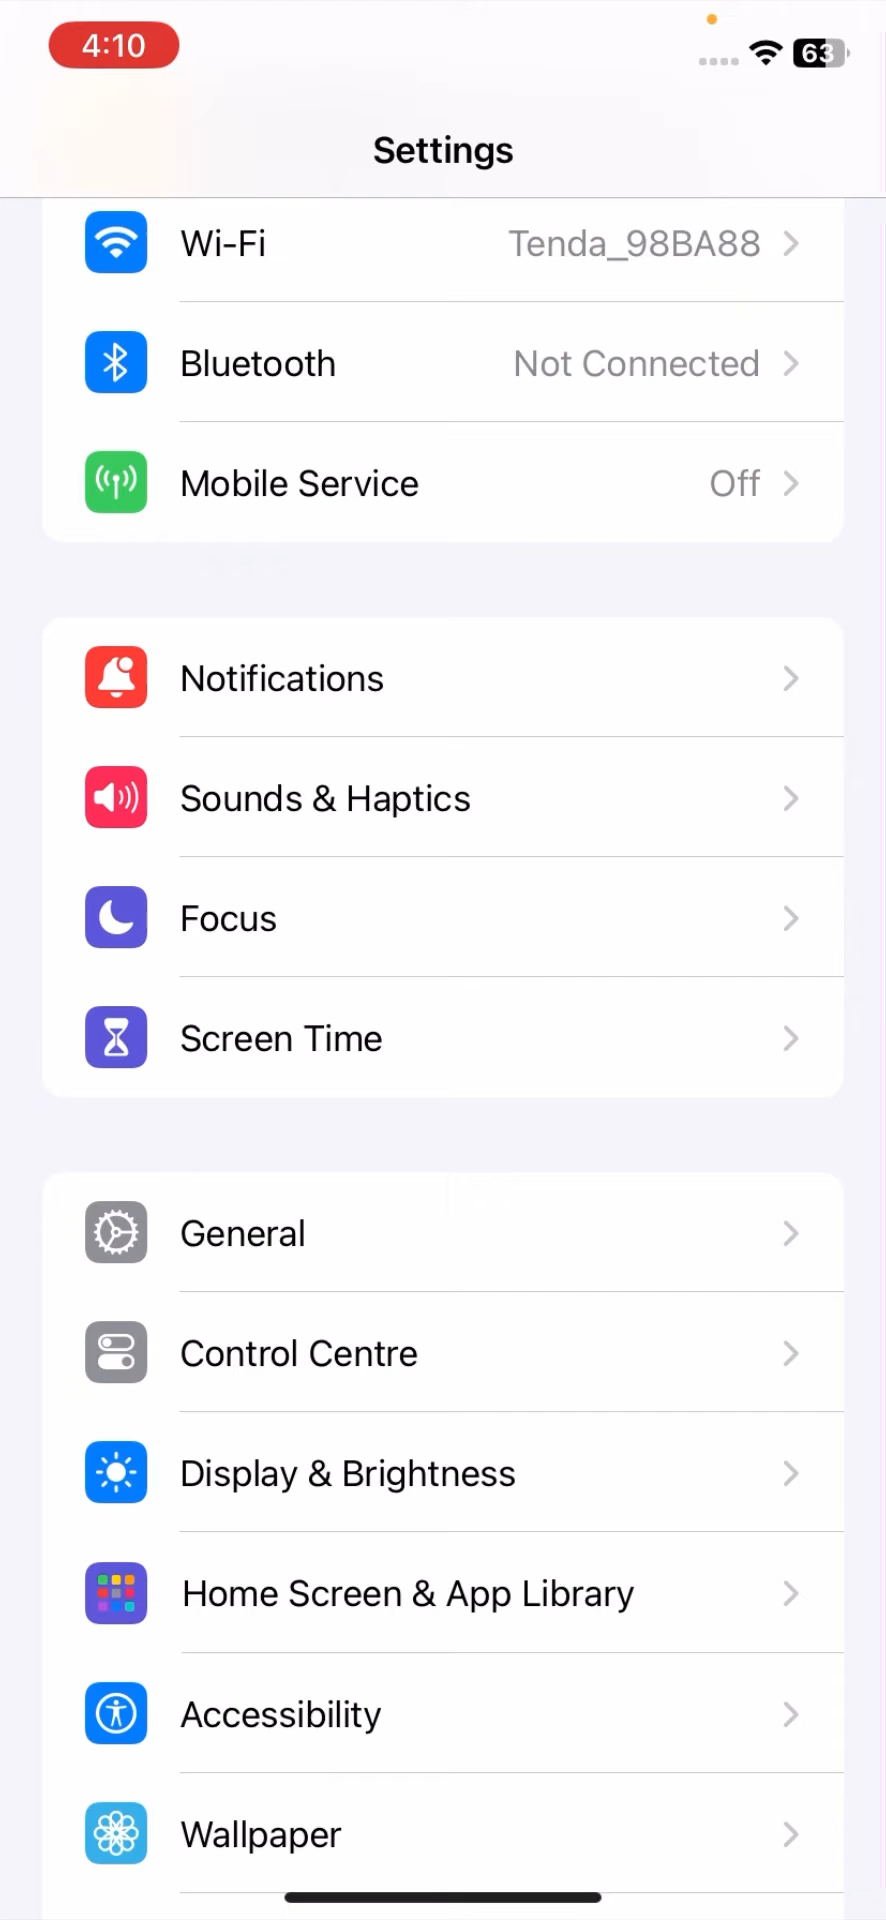 4:10
63
Settings
Wi-Fi Tenda_98BA88
Bluetooth Not Connected
Mobile Service Off
Notifications
Sounds & Haptics
Focus
Screen Time
General
Control Centre
Display & Brightness
Home Screen & App Library
Accessibility
Wallpaper